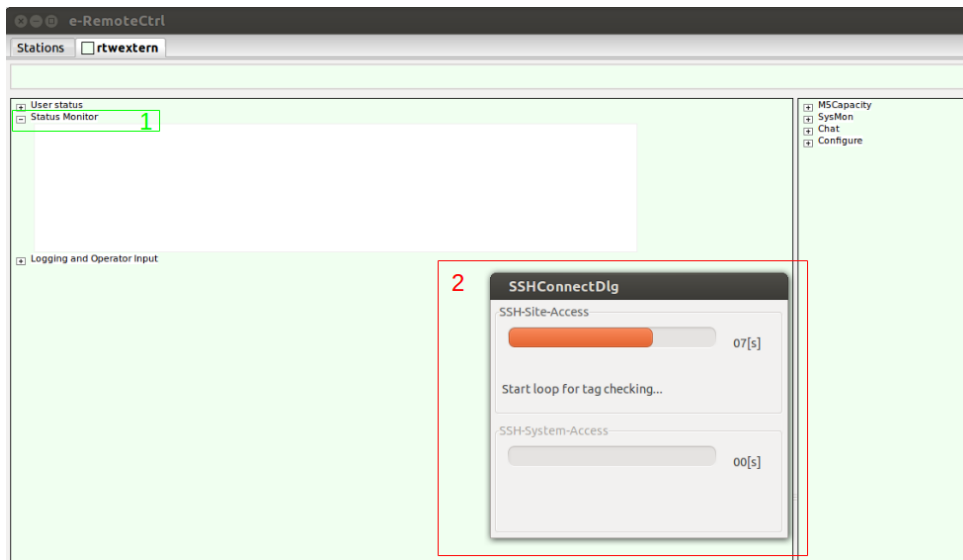 e-RemoteCtrl
Stations rtwextern
User status
Status Monitor 1
Logging and Operator Input
MSCapacity
SysMon
Chat
Configure
2
SSHConnectDlg
SSH-Site-Access
07[s]
Start loop for tag checking...
SSH-System-Access
00[s]